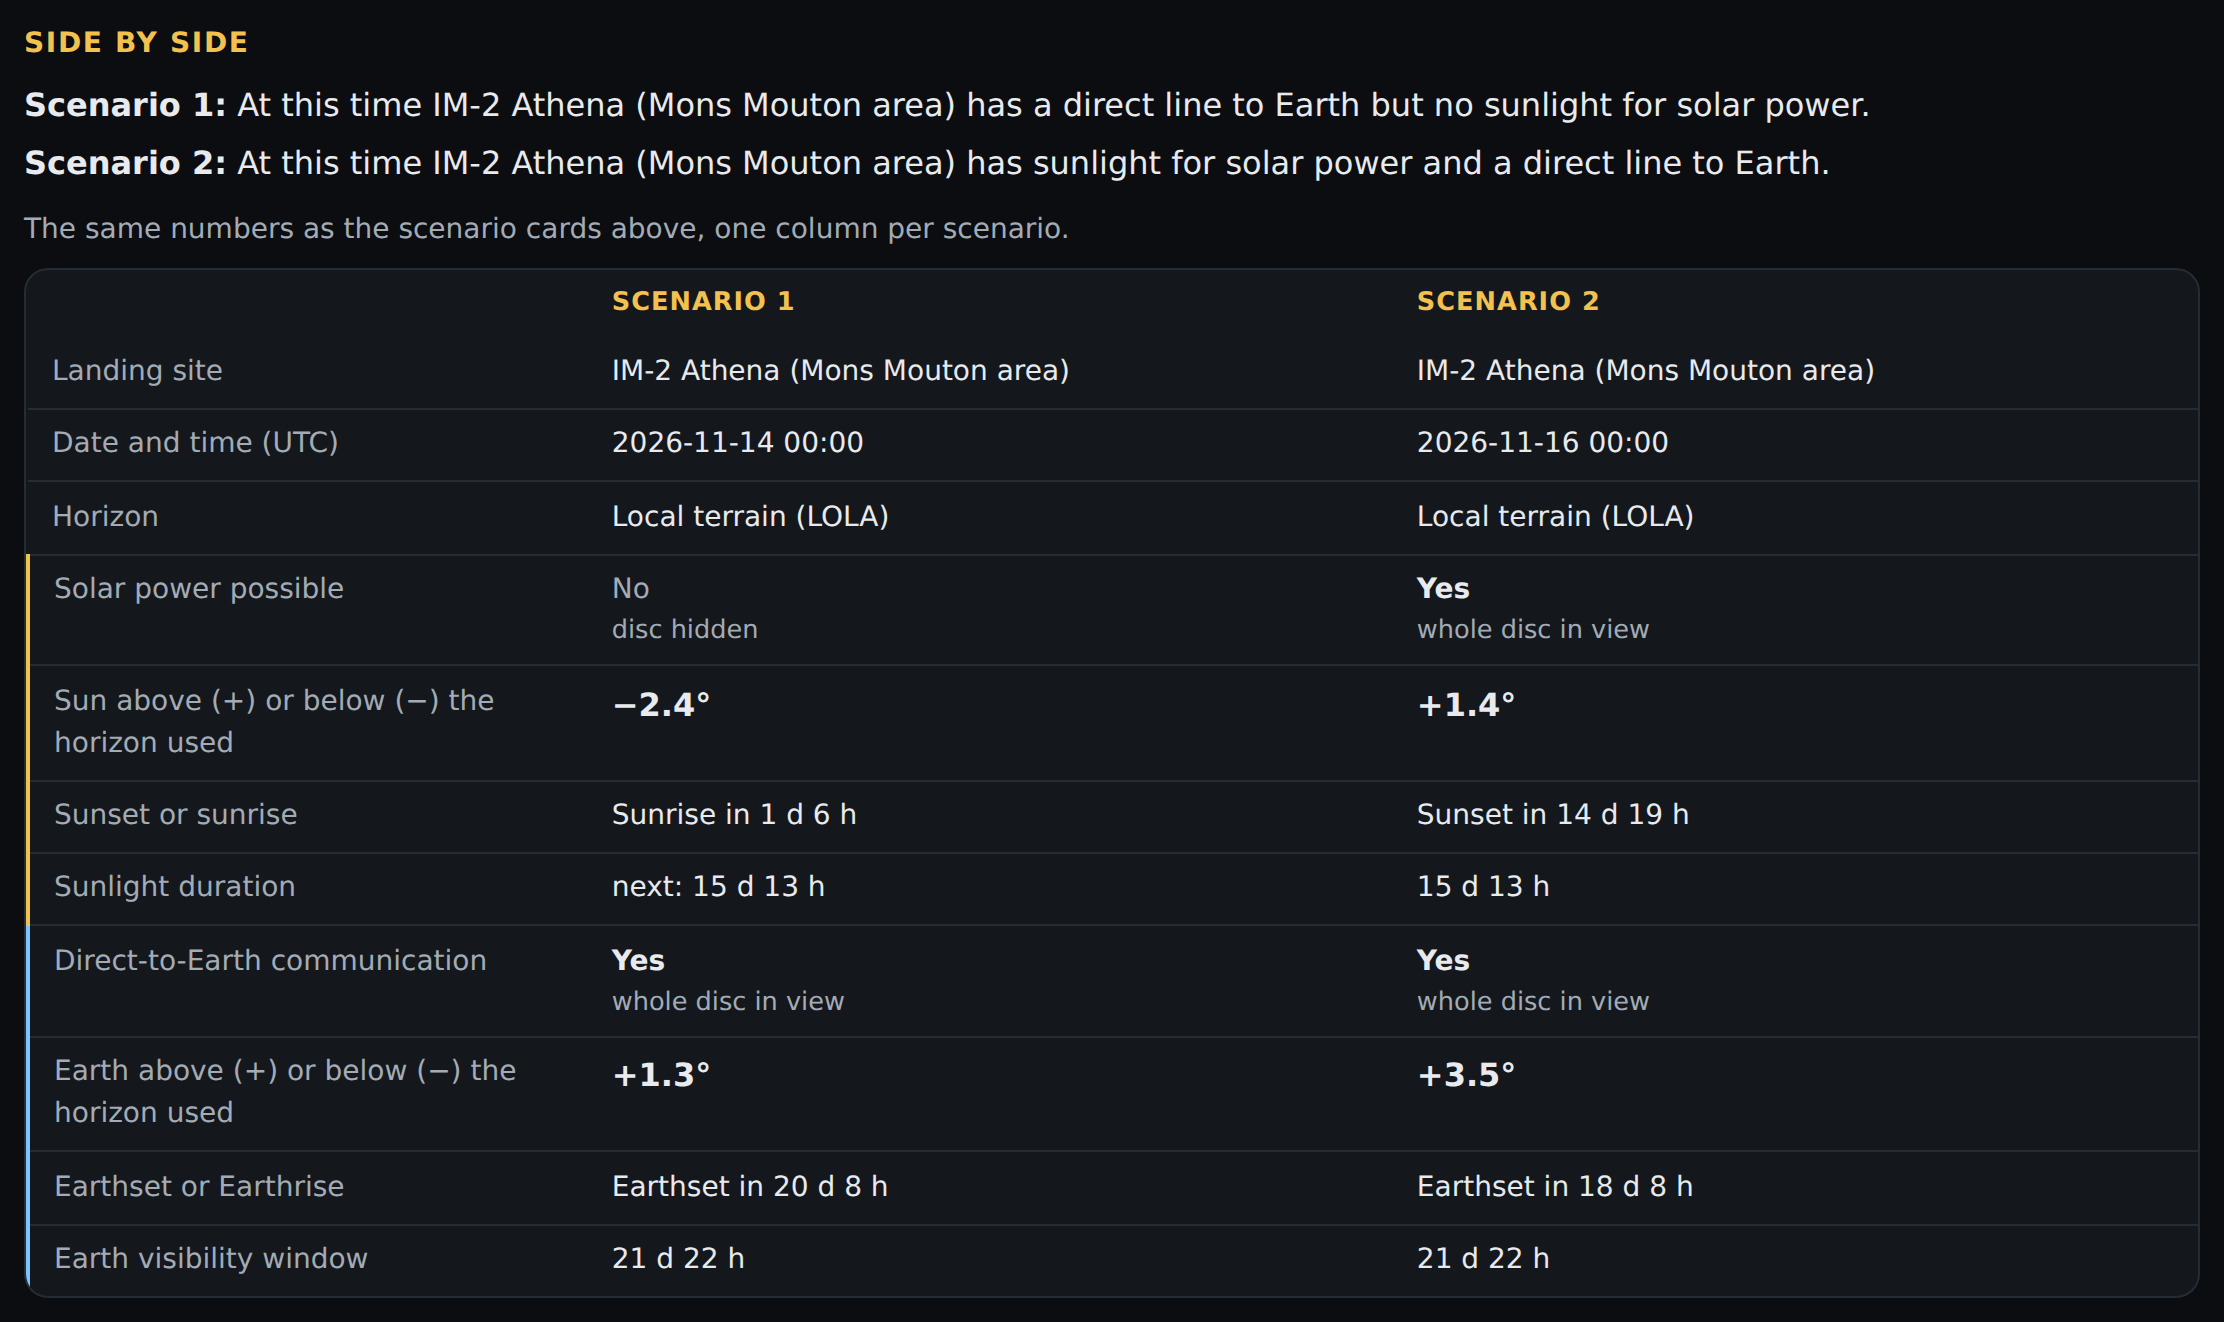 SIDE BY SIDE
Scenario 1: At this time IM-2 Athena (Mons Mouton area) has a direct line to Earth but no sunlight for solar power.
Scenario 2: At this time IM-2 Athena (Mons Mouton area) has sunlight for solar power and a direct line to Earth.
The same numbers as the scenario cards above, one column per scenario.
SCENARIO 1 SCENARIO 2
Landing site IM-2 Athena (Mons Mouton area) IM-2 Athena (Mons Mouton area)
Date and time (UTC) 2026-11-14 00:00 2026-11-16 00:00
Horizon Local terrain (LOLA) Local terrain (LOLA)
Solar power possible No Yes
disc hidden whole disc in view
Sun above (+) or below (−) the −2.4° +1.4°
horizon used
Sunset or sunrise Sunrise in 1 d 6 h Sunset in 14 d 19 h
Sunlight duration next: 15 d 13 h 15 d 13 h
Direct-to-Earth communication Yes Yes
whole disc in view whole disc in view
Earth above (+) or below (−) the +1.3° +3.5°
horizon used
Earthset or Earthrise Earthset in 20 d 8 h Earthset in 18 d 8 h
Earth visibility window 21 d 22 h 21 d 22 h